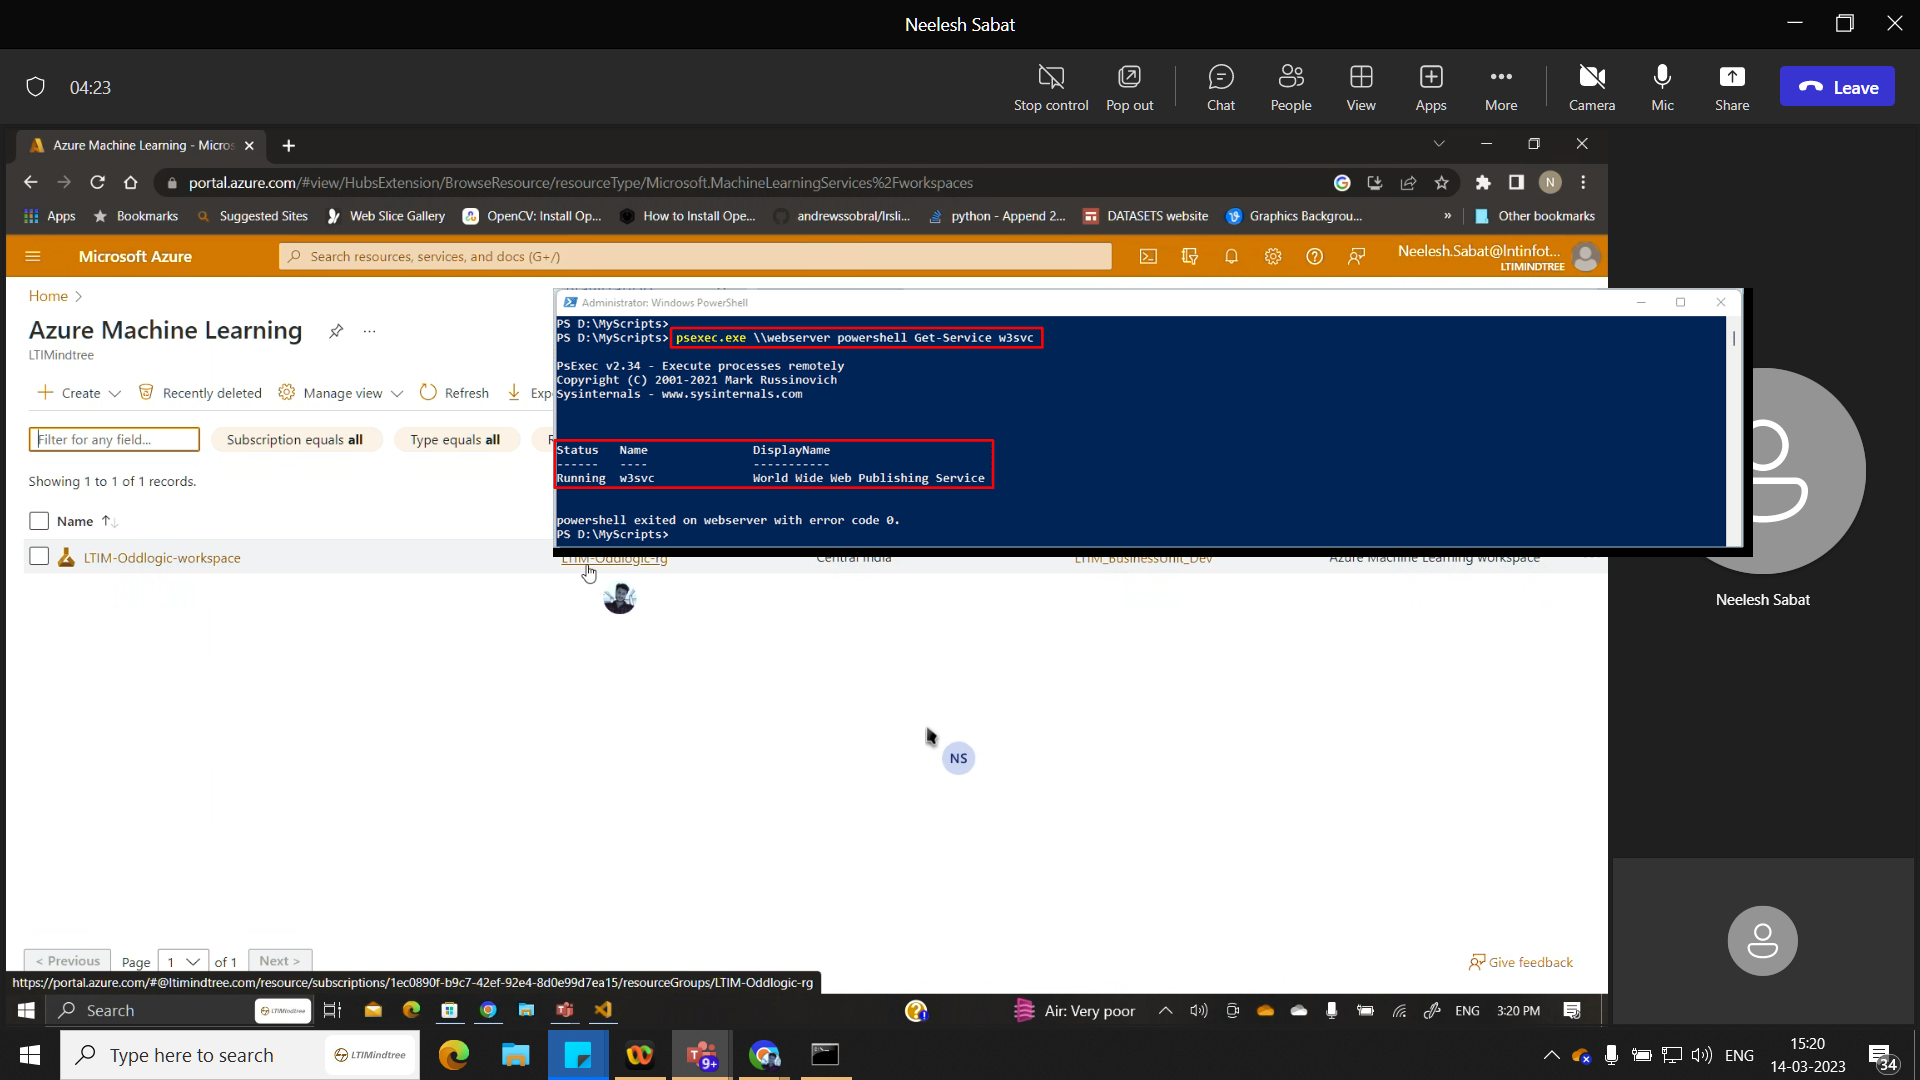 Neelesh Sabat
04:23
Stop control
Pop out
Chat
People
View
Apps
More
Camera
Mic
Share
Leave
Azure Machine Learning - Micros
portal.azure.com/#view/HubsExtension/BrowseResource/resourceType/Microsoft.MachineLearningServices%2Fworkspaces
N
Apps
Bookmarks
Suggested Sites
Web Slice Gallery
OpenCV: Install Op...
How to Install Ope...
andrewssobral/lrsli...
python - Append 2...
DATASETS website
Graphics Backgrou...
»
Other bookmarks
Microsoft Azure
Search resources, services, and docs (G+/)
Neelesh.Sabat@lntinfot...
LTIMINDTREE
Home >
Azure Machine Learning
...
LTIMindtree
Create
Recently deleted
Manage view
Refresh
Exp
Filter for any field...
Subscription equals all
Type equals all
R
Showing 1 to 1 of 1 records.
Name
LTIM-Oddlogic-workspace
LTIM-Oddlogic-rg
Central India
LTIM_BusinessUnit_Dev
Azure Machine Learning workspace
Administrator: Windows PowerShell
PS D:\MyScripts>
PS D:\MyScripts> psexec.exe \\webserver powershell Get-Service w3svc
PsExec v2.34 - Execute processes remotely
Copyright (C) 2001-2021 Mark Russinovich
Sysinternals - www.sysinternals.com
Status Name DisplayName
------ ---- -----------
Running w3svc World Wide Web Publishing Service
powershell exited on webserver with error code 0.
PS D:\MyScripts>
Neelesh Sabat
NS
< Previous
Page
1
of 1
Next >
Give feedback
https://portal.azure.com/#@ltimindtree.com/resource/subscriptions/1ec0890f-b9c7-42ef-92e4-8d0e99d7ea15/resourceGroups/LTIM-Oddlogic-rg
Search
LTIMindtree
Air: Very poor
ENG
3:20 PM
Type here to search
LTIMindtree
9+
ENG
15:20
14-03-2023
34